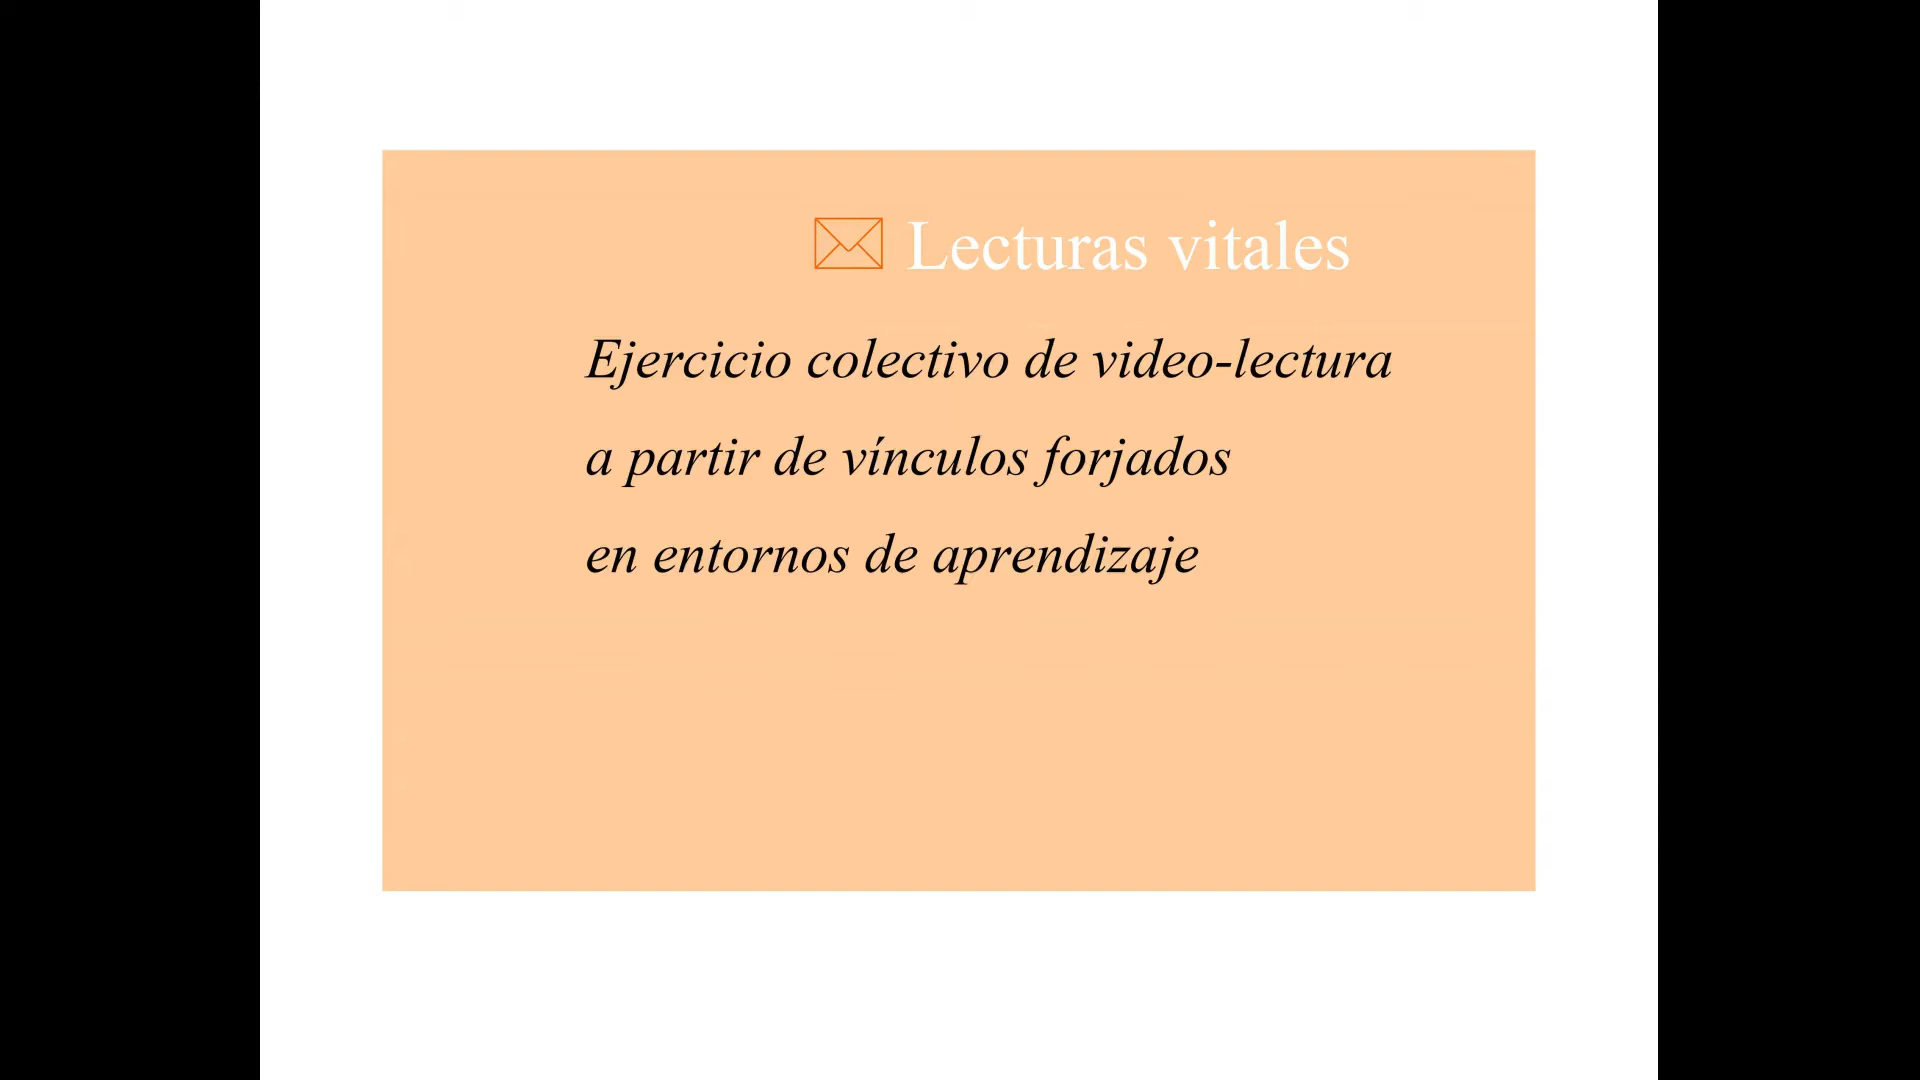 Lecturas vitales
Ejercicio colectivo de video-lectura
a partir de vínculos forjados
en entornos de aprendizaje